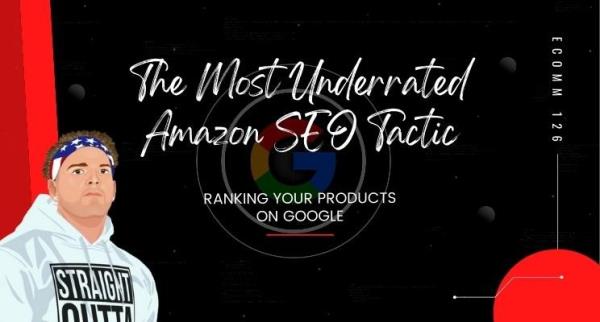 The Most Underrated
Amazon SEO Tactic
RANKING YOUR PRODUCTS
ON GOOGLE
ECOMM 126
STRAIGHT
OUTTA